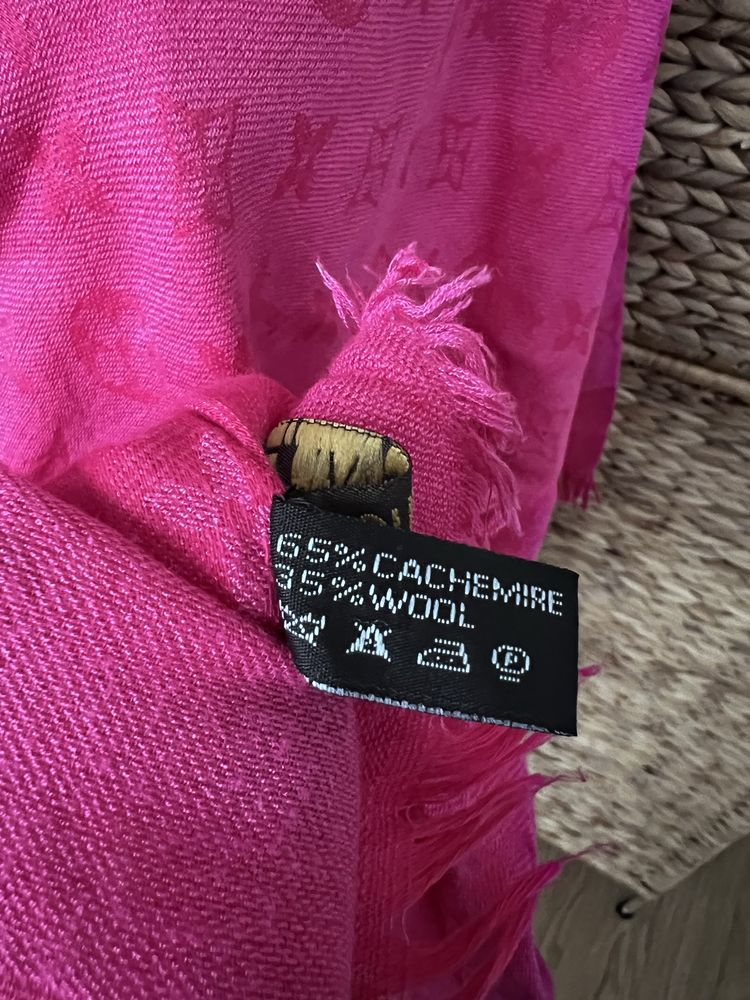 65% CACHEMIRE
35% WOOL
P